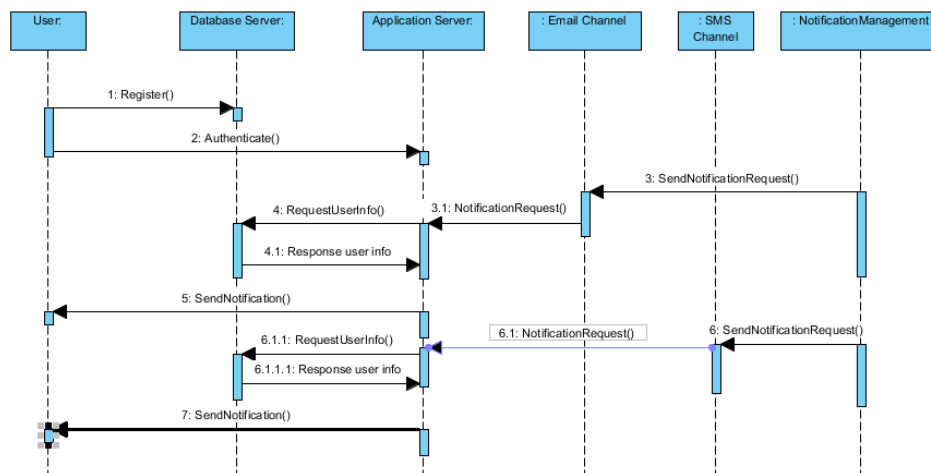 User:
Database Server:
Application Server:
: Email Channel
: SMS
Channel
: NotificationManagement
1: Register()
2: Authenticate()
3: SendNotificationRequest()
3.1: NotificationRequest()
4: RequestUserInfo()
4.1: Response user info
5: SendNotification()
6: SendNotificationRequest()
6.1: NotificationRequest()
6.1.1: RequestUserInfo()
6.1.1.1: Response user info
7: SendNotification()